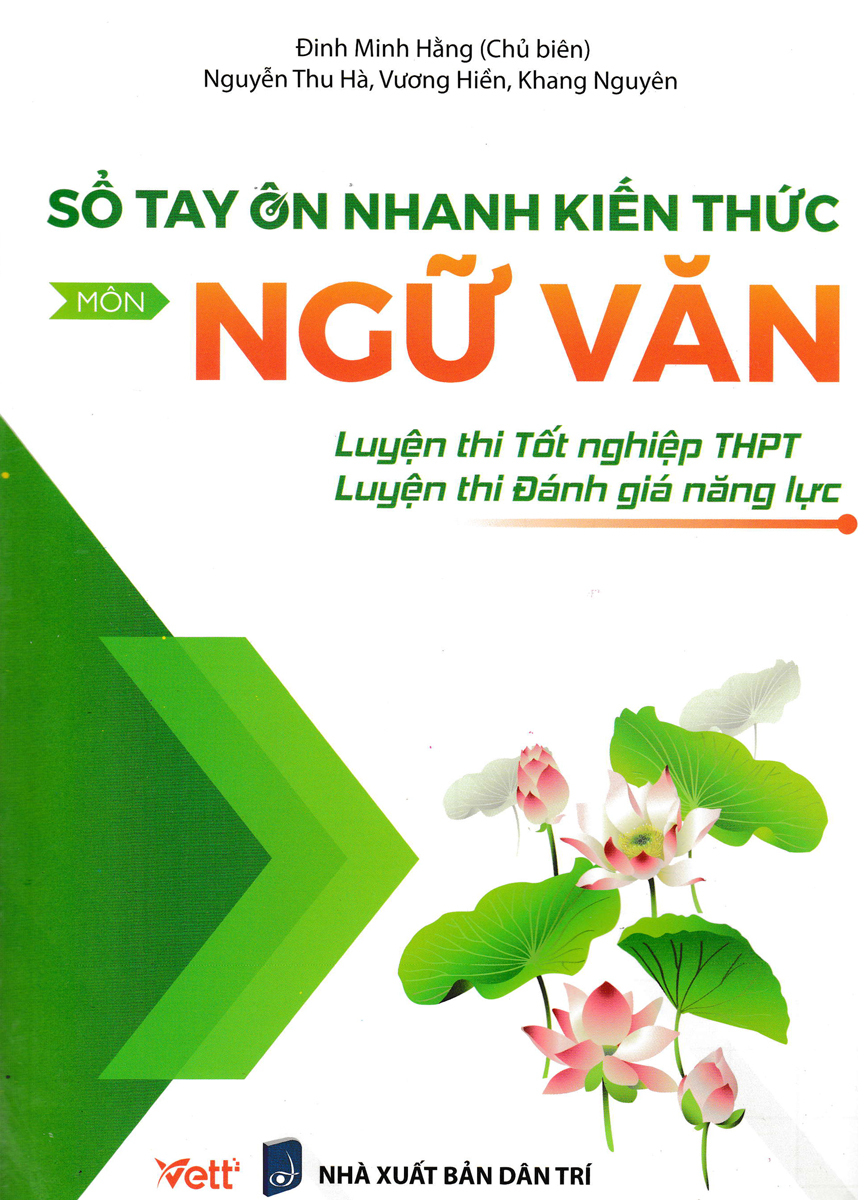 Đinh Minh Hằng (Chủ biên)
Nguyễn Thu Hà, Vương Hiền, Khang Nguyên
SỔ TAY ÔN NHANH KIẾN THỨC
MÔN
NGỮ VĂN
Luyện thi Tốt nghiệp THPT
Luyện thi Đánh giá năng lực
Vett
NHÀ XUẤT BẢN DÂN TRÍ